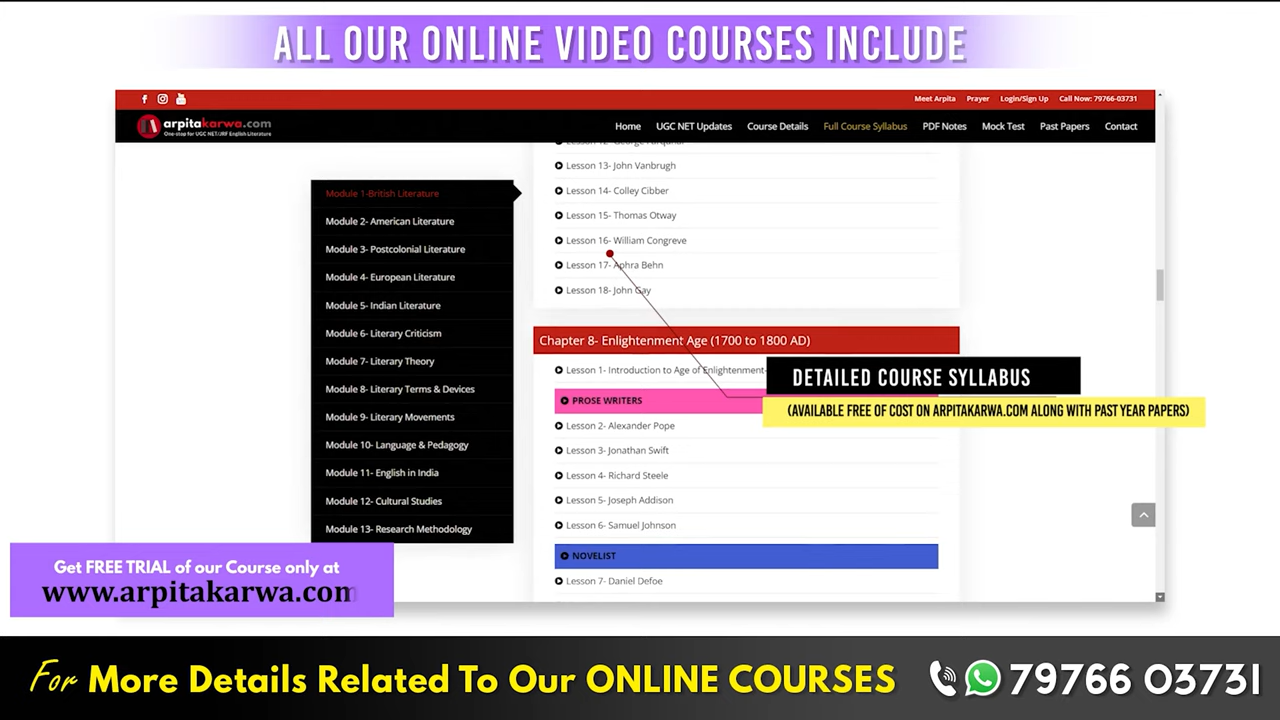 ALL OUR ONLINE VIDEO COURSES INCLUDE
Meet Arpita Prayer Login/Sign Up Call Now: 79766-03731
arpitakarwa.com
One-stop for UGC NET/JRF English Literature
Home UGC NET Updates Course Details Full Course Syllabus PDF Notes Mock Test Past Papers Contact
Module 1-British Literature
Module 2- American Literature
Module 3- Postcolonial Literature
Module 4- European Literature
Module 5- Indian Literature
Module 6- Literary Criticism
Module 7- Literary Theory
Module 8- Literary Terms & Devices
Module 9- Literary Movements
Module 10- Language & Pedagogy
Module 11- English in India
Module 12- Cultural Studies
Module 13- Research Methodology
Lesson 13- John Vanbrugh
Lesson 14- Colley Cibber
Lesson 15- Thomas Otway
Lesson 16- William Congreve
Lesson 17- Aphra Behn
Lesson 18- John Gay
Chapter 8- Enlightenment Age (1700 to 1800 AD)
Lesson 1- Introduction to Age of Enlightenment-
PROSE WRITERS
Lesson 2- Alexander Pope
Lesson 3- Jonathan Swift
Lesson 4- Richard Steele
Lesson 5- Joseph Addison
Lesson 6- Samuel Johnson
NOVELIST
Lesson 7- Daniel Defoe
DETAILED COURSE SYLLABUS
(AVAILABLE FREE OF COST ON ARPITAKARWA.COM ALONG WITH PAST YEAR PAPERS)
Get FREE TRIAL of our Course only at
www.arpitakarwa.com
For More Details Related To Our ONLINE COURSES 79766 03731